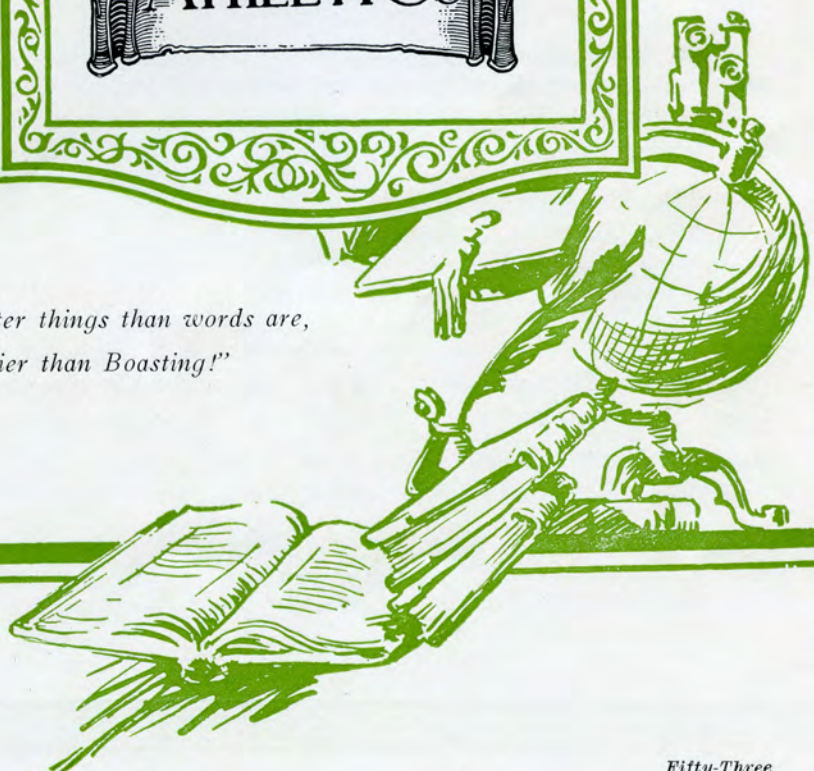 ATHLETICS
ter things than words are,
ier than Boasting!”
Fifty-Three